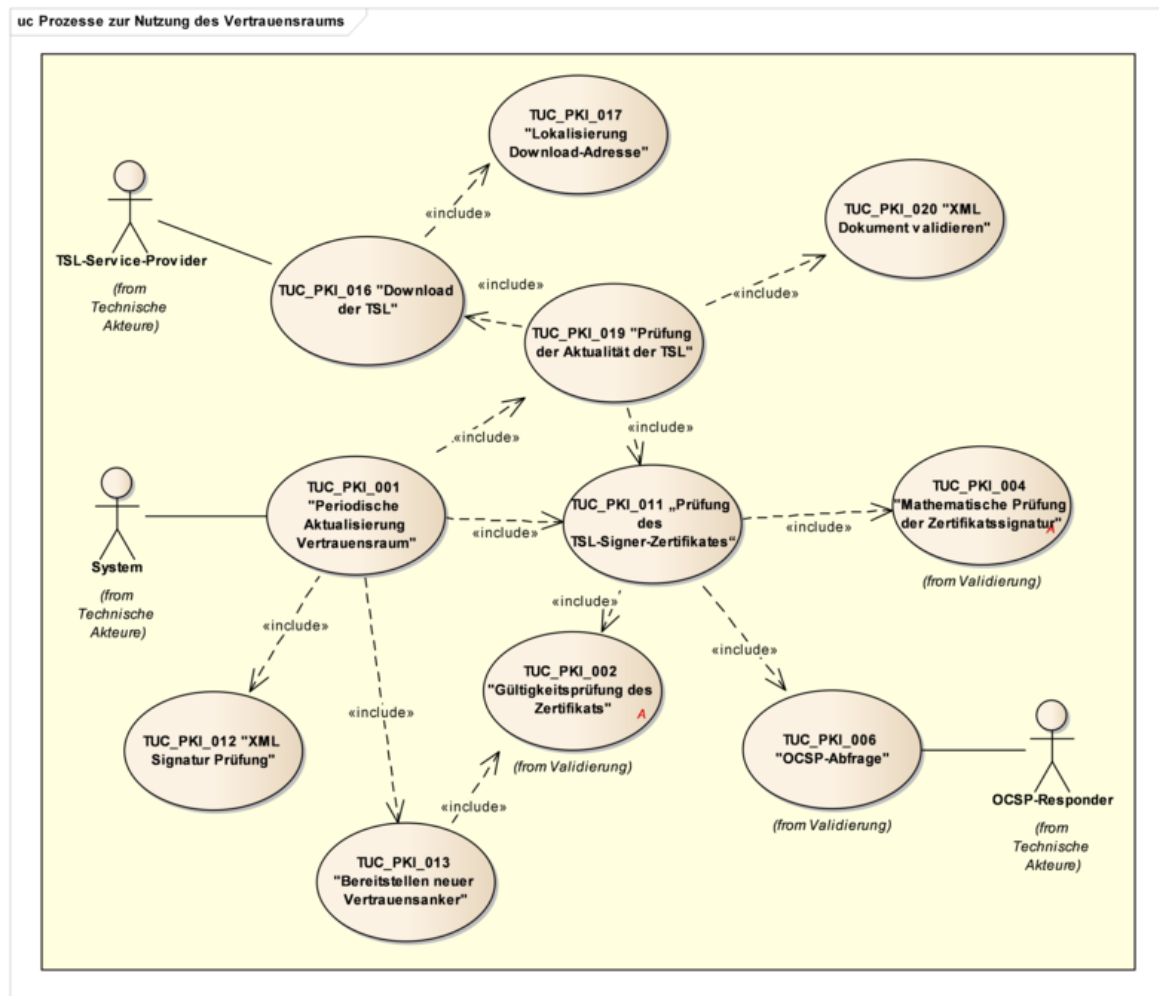 uc Prozesse zur Nutzung des Vertrauensraums
TUC_PKI_017
"Lokalisierung
Download-Adresse"
TUC_PKI_020 "XML
Dokument validieren"
«include»
TSL-Service-Provider
(from
Technische
Akteure)
TUC_PKI_016 "Download
der TSL"
«include»
«include»
TUC_PKI_019 "Prüfung
der Aktualität der TSL"
«include»
«include»
System
(from
Technische
Akteure)
TUC_PKI_001
"Periodische
Aktualisierung
Vertrauensraum"
«include»
TUC_PKI_011 „Prüfung
des
TSL-Signer-Zertifikates"
«include»
TUC_PKI_004
"Mathematische Prüfung
der Zertifikatssignatur"
A
(from Validierung)
«include»
«include»
«include»
«include»
TUC_PKI_012 "XML
Signatur Prüfung"
TUC_PKI_002
"Gültigkeitsprüfung des
Zertifikats"
A
(from Validierung)
TUC_PKI_006
"OCSP-Abfrage"
(from Validierung)
OCSP-Responder
(from
Technische
Akteure)
«include»
TUC_PKI_013
"Bereitstellen neuer
Vertrauensanker"